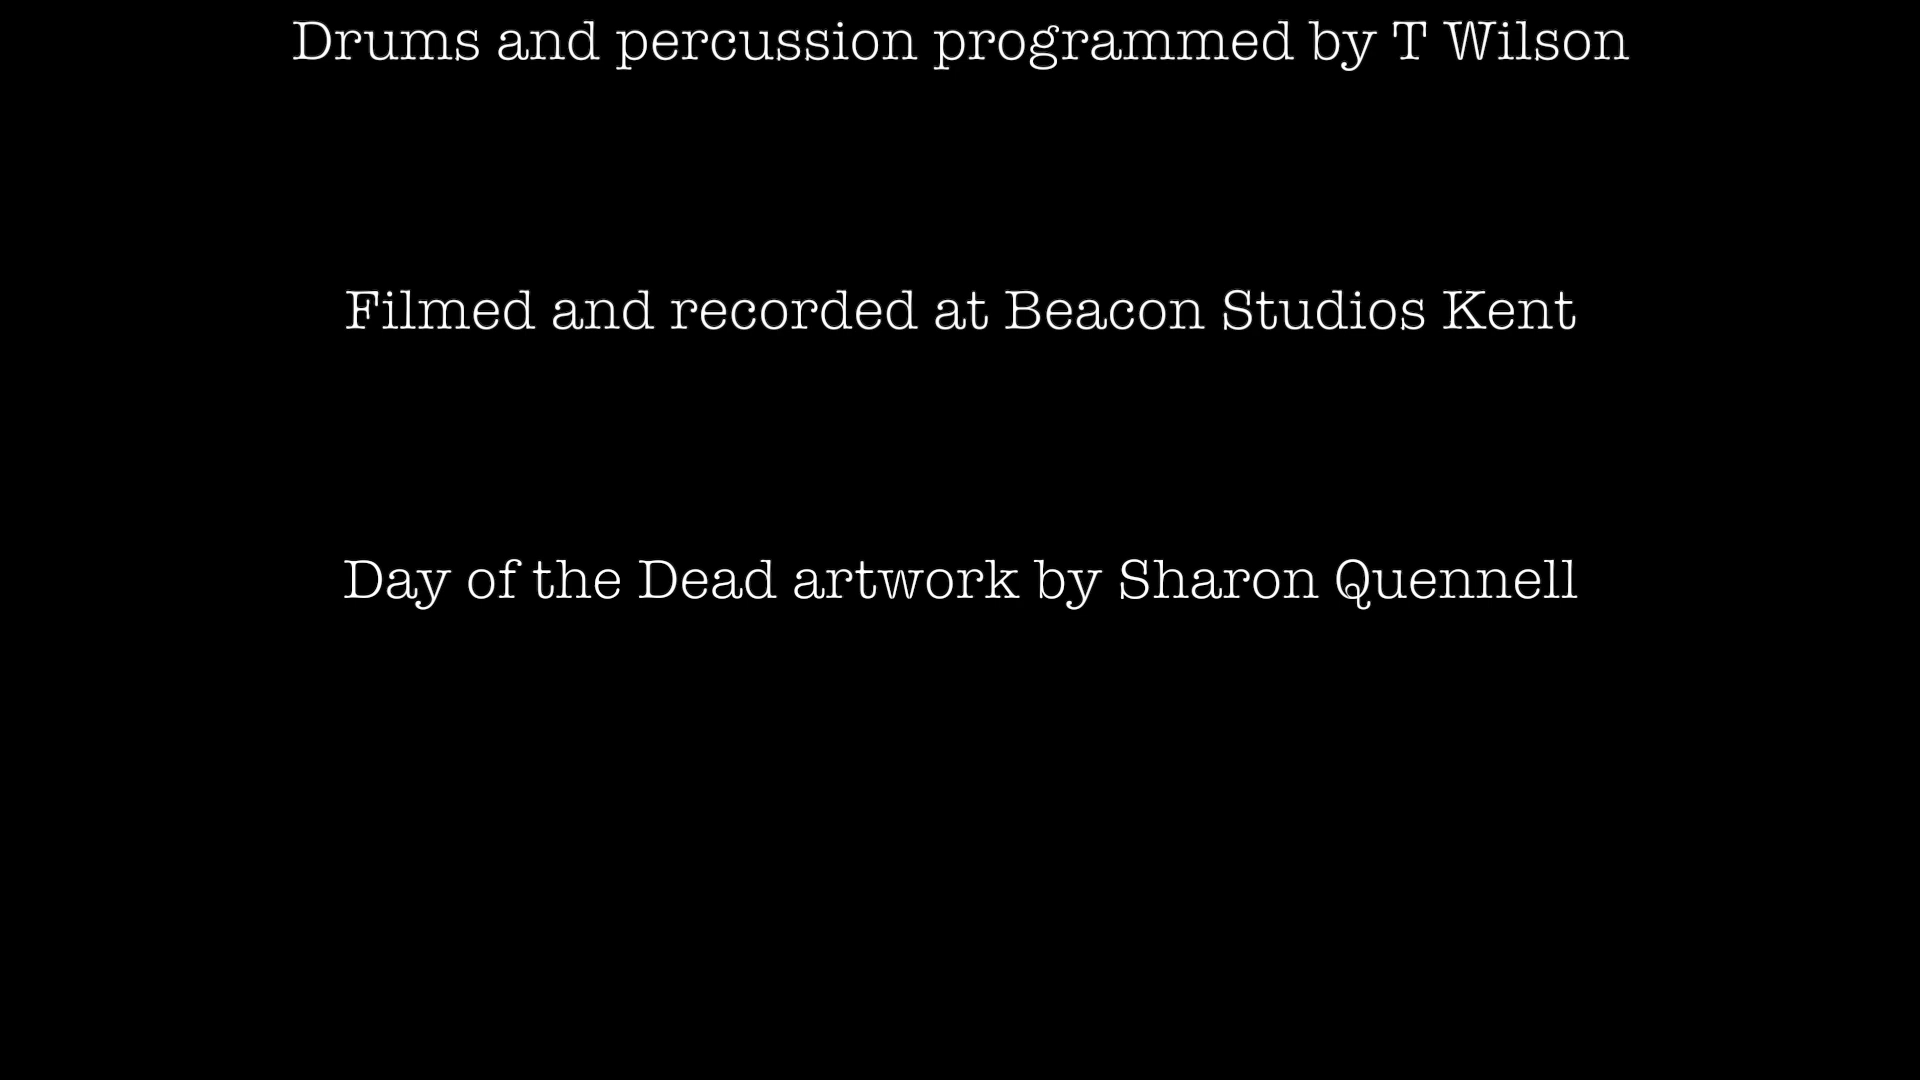 Drums and percussion programmed by T Wilson
Filmed and recorded at Beacon Studios Kent
Day of the Dead artwork by Sharon Quennell